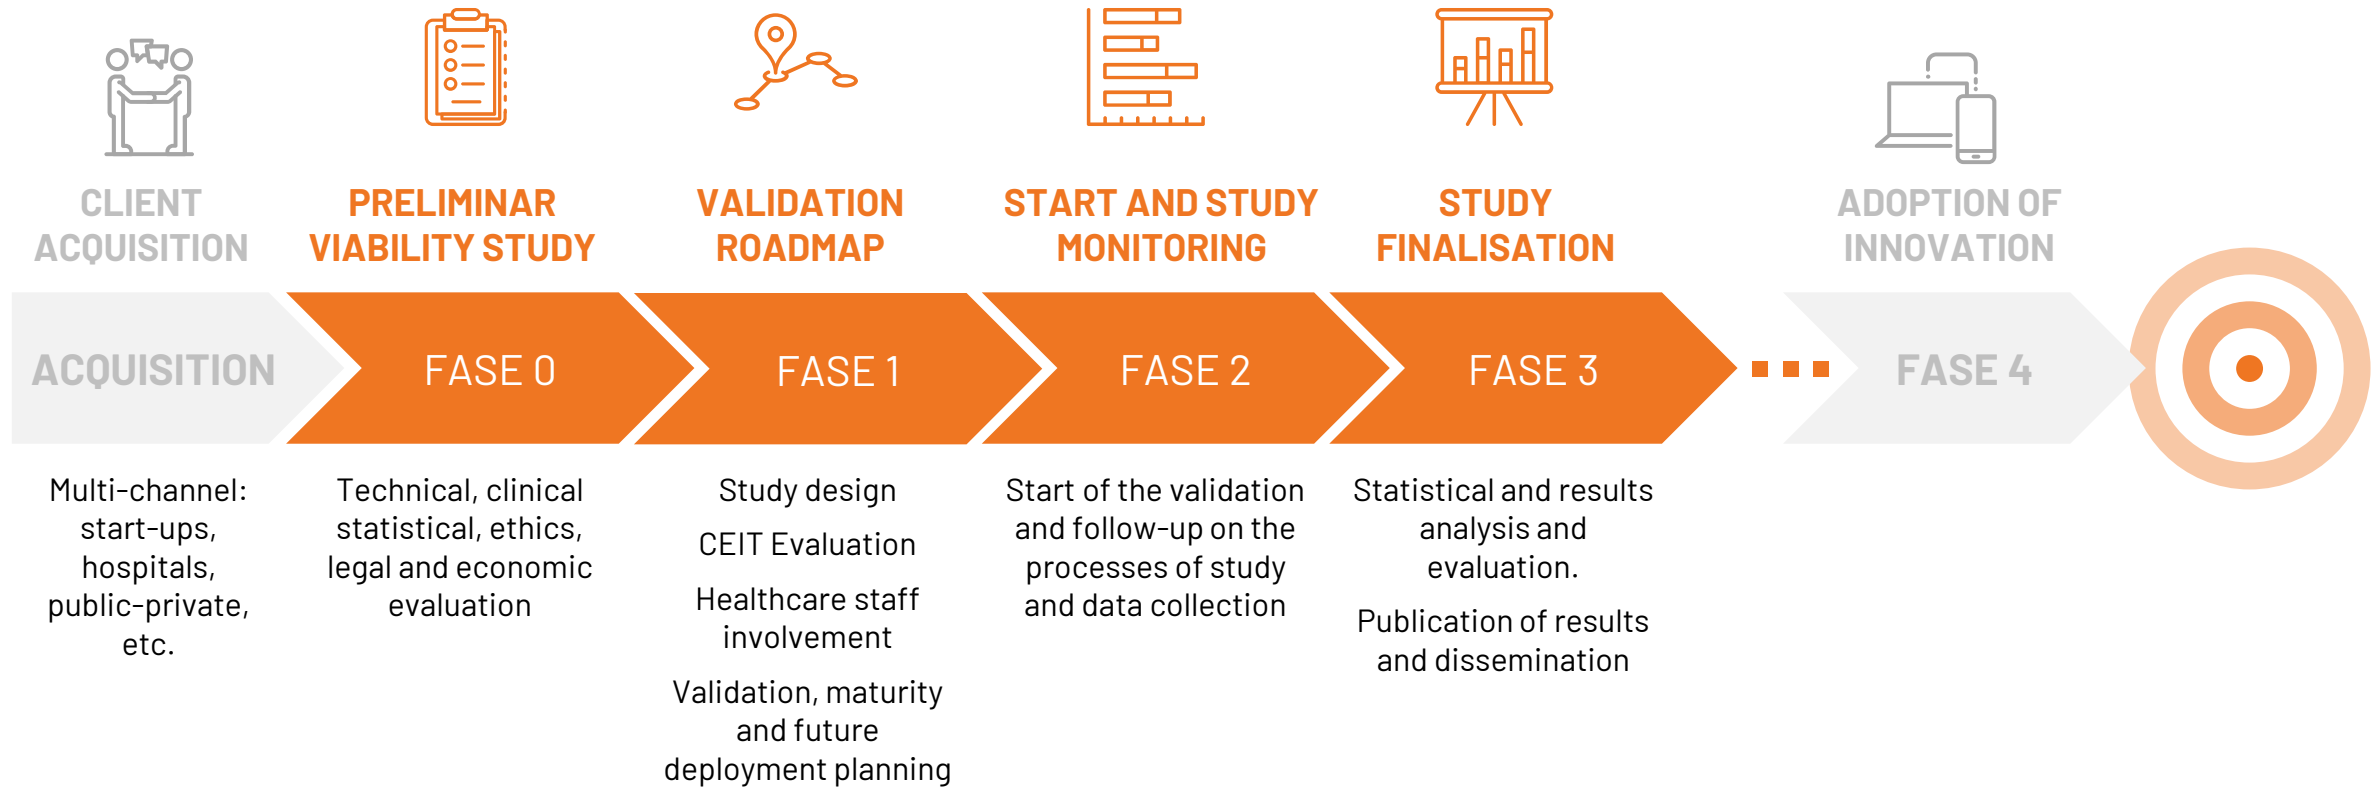 CLIENT
ACQUISITION
PRELIMINAR
VIABILITY STUDY
VALIDATION
ROADMAP
START AND STUDY
MONITORING
STUDY
FINALISATION
ADOPTION OF
INNOVATION
ACQUISITION
FASE 0
FASE 1
FASE 2
FASE 3
FASE 4
Multi-channel:
start-ups,
hospitals,
public-private,
etc.
Technical, clinical
statistical, ethics,
legal and economic
evaluation
Study design
CEIT Evaluation
Healthcare staff
involvement
Validation, maturity
and future
deployment planning
Start of the validation
and follow-up on the
processes of study
and data collection
Statistical and results
analysis and
evaluation.
Publication of results
and dissemination